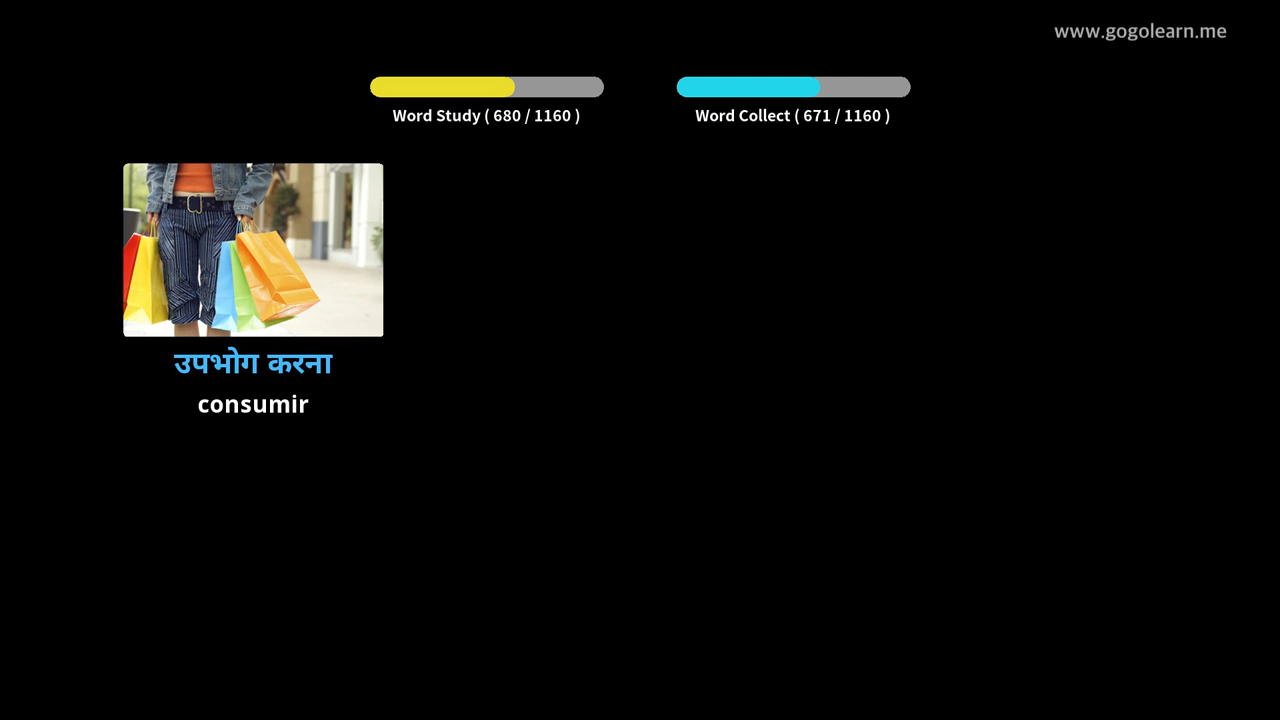 www.gogolearn.me
Word Study ( 680 / 1160 )
Word Collect ( 671 / 1160 )
उपभोग करना
consumir